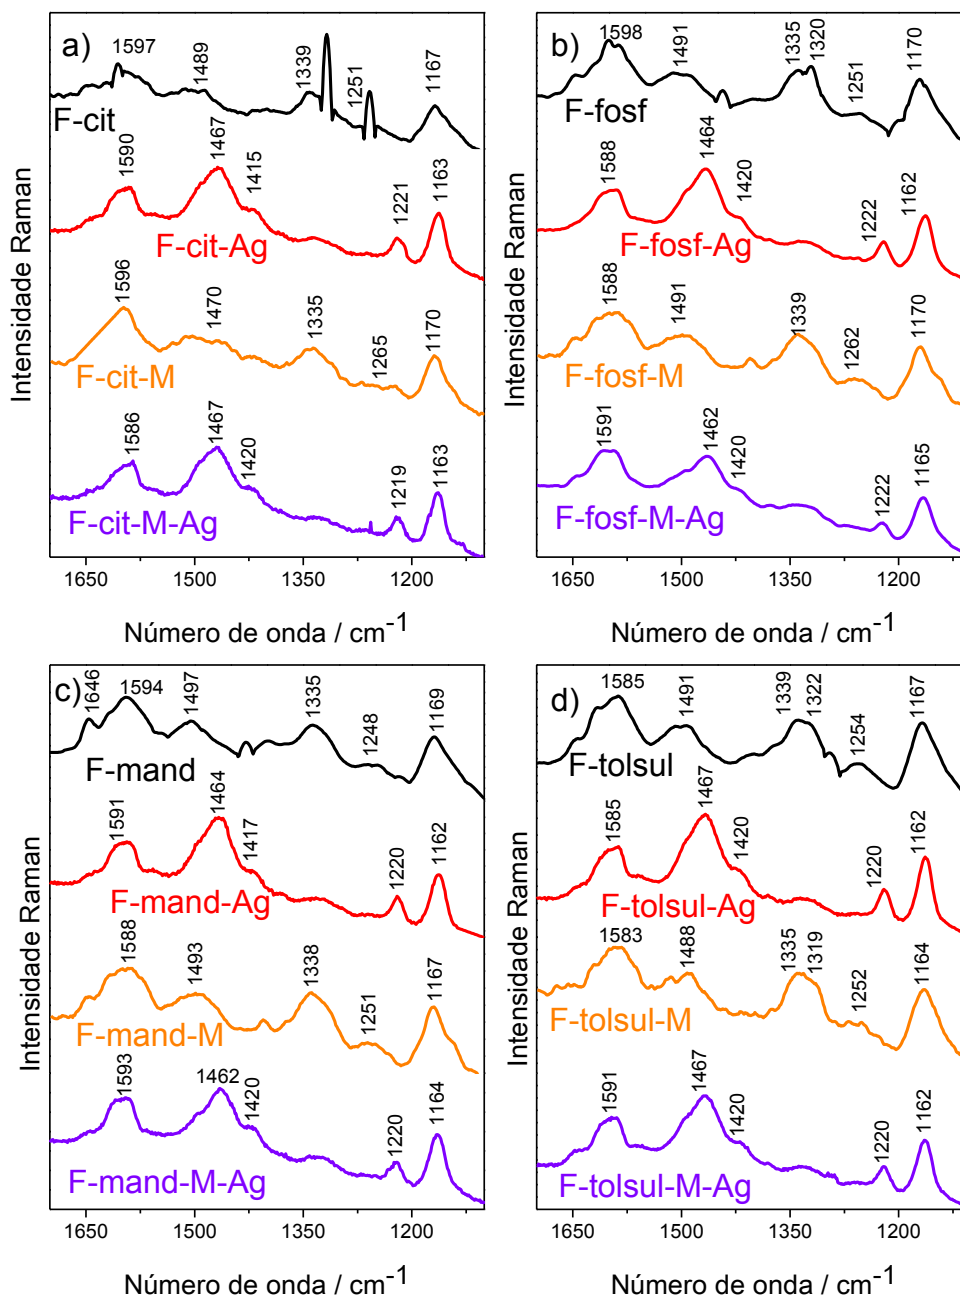 a)
1597
1489
1339
1251
1167
F-cit
1590
1467
1415
1221
1163
F-cit-Ag
1596
1470
1335
1265
1170
F-cit-M
1586
1467
1420
1219
1163
F-cit-M-Ag
1650 1500 1350 1200
Número de onda / cm-1
Intensidade Raman
b)
1598
1491
1335
1320
1251
1170
F-fosf
1588
1464
1420
1222
1162
F-fosf-Ag
1588
1491
1339
1262
1170
F-fosf-M
1591
1462
1420
1222
1165
F-fosf-M-Ag
1650 1500 1350 1200
Número de onda / cm-1
Intensidade Raman
c)
1646
1594
1497
1335
1248
1169
F-mand
1591
1464
1417
1220
1162
F-mand-Ag
1588
1493
1338
1251
1167
F-mand-M
1593
1462
1420
1220
1164
F-mand-M-Ag
1650 1500 1350 1200
Número de onda / cm-1
Intensidade Raman
d)
1585
1491
1339
1322
1254
1167
F-tolsul
1585
1467
1420
1220
1162
F-tolsul-Ag
1583
1488
1335
1319
1252
1164
F-tolsul-M
1591
1467
1420
1220
1162
F-tolsul-M-Ag
1650 1500 1350 1200
Número de onda / cm-1
Intensidade Raman